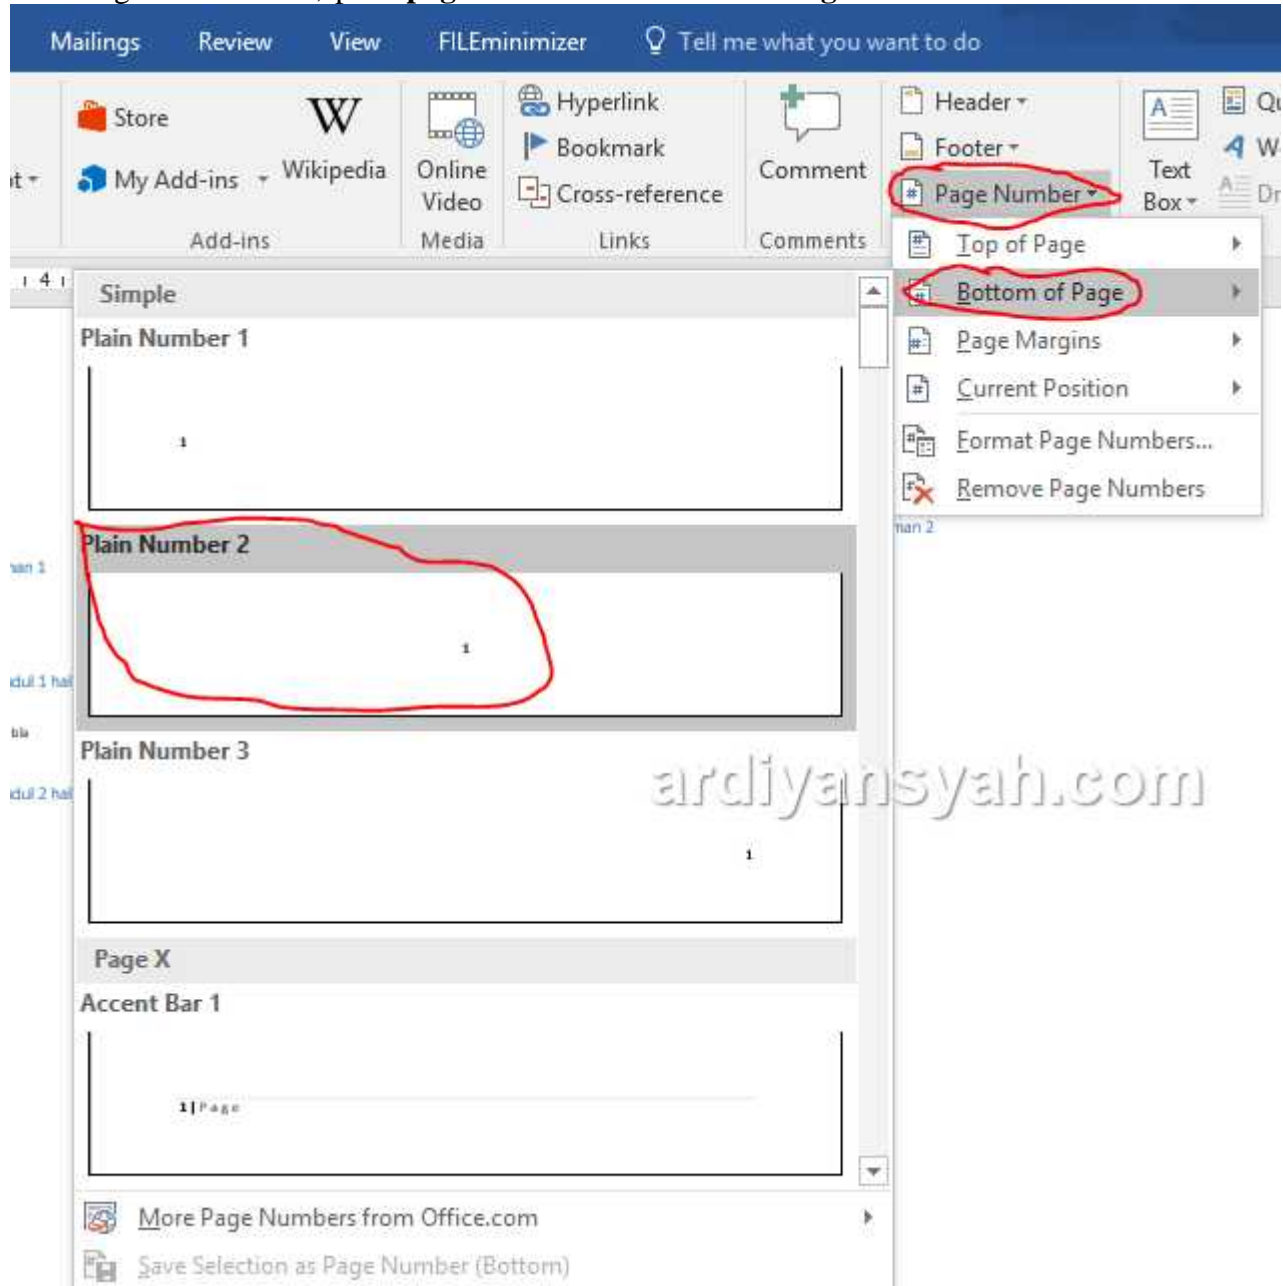 Mailings Review View FILEminimizer Tell me what you want to do
Store
My Add-ins
Wikipedia
Add-ins
Online
Video
Media
Hyperlink
Bookmark
Cross-reference
Links
Comment
Comments
Header
Footer
Page Number
Text
Box
Top of Page
Bottom of Page
Page Margins
Current Position
Format Page Numbers...
Remove Page Numbers
4
Simple
Plain Number 1
1
Plain Number 2
1
Plain Number 3
1
Page X
Accent Bar 1
1|Page
More Page Numbers from Office.com
Save Selection as Page Number (Bottom)
ardiyansyah.com